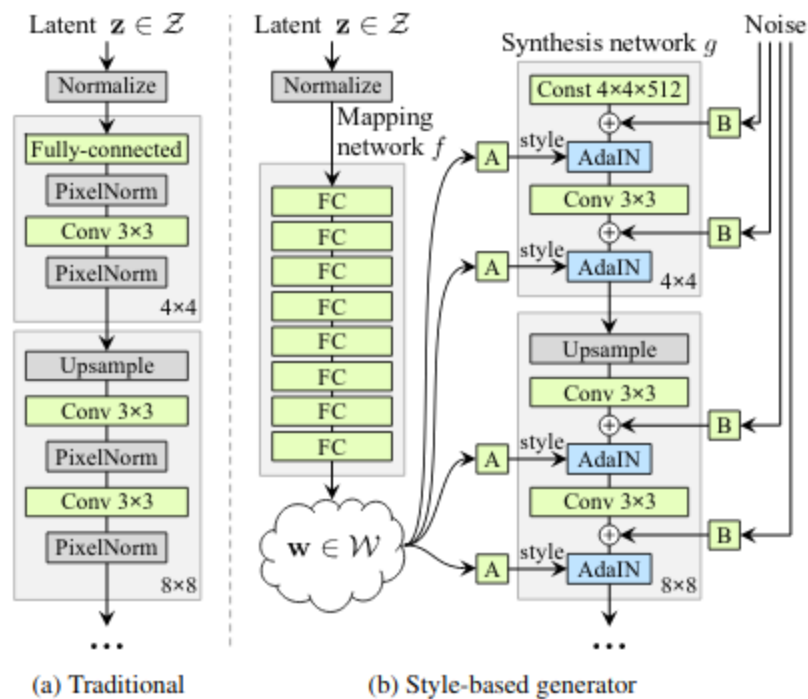 Latent z ∈ 𝒵
Normalize
Fully-connected
PixelNorm
Conv 3×3
PixelNorm
4×4
Upsample
Conv 3×3
PixelNorm
Conv 3×3
PixelNorm
8×8
...
(a) Traditional
Latent z ∈ 𝒵
Normalize
Mapping
network f
FC
FC
FC
FC
FC
FC
FC
FC
w ∈ 𝒲
Synthesis network g
Noise
Const 4×4×512
B
A
style
AdaIN
Conv 3×3
B
A
style
AdaIN
4×4
Upsample
Conv 3×3
B
A
style
AdaIN
Conv 3×3
B
A
style
AdaIN
8×8
...
(b) Style-based generator